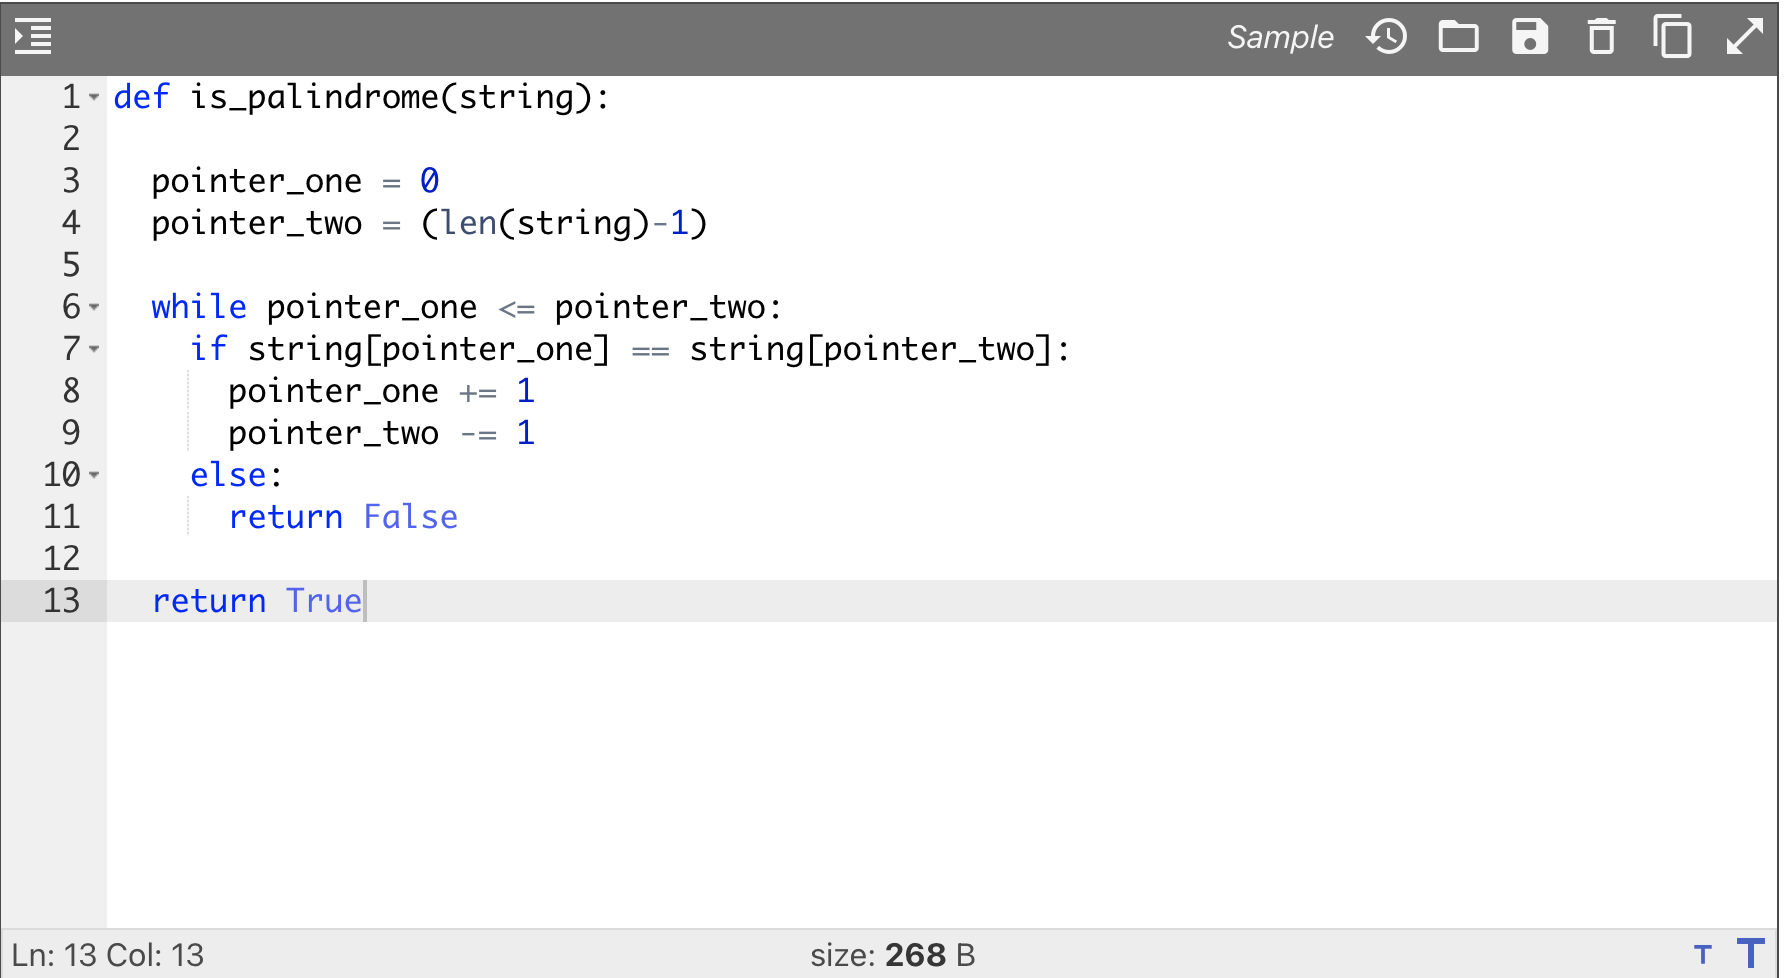 Sample
1 def is_palindrome(string):
2
3   pointer_one = 0
4   pointer_two = (len(string)-1)
5
6   while pointer_one <= pointer_two:
7     if string[pointer_one] == string[pointer_two]:
8       pointer_one += 1
9       pointer_two -= 1
10     else:
11       return False
12
13   return True
Ln: 13 Col: 13 size: 268 B T T